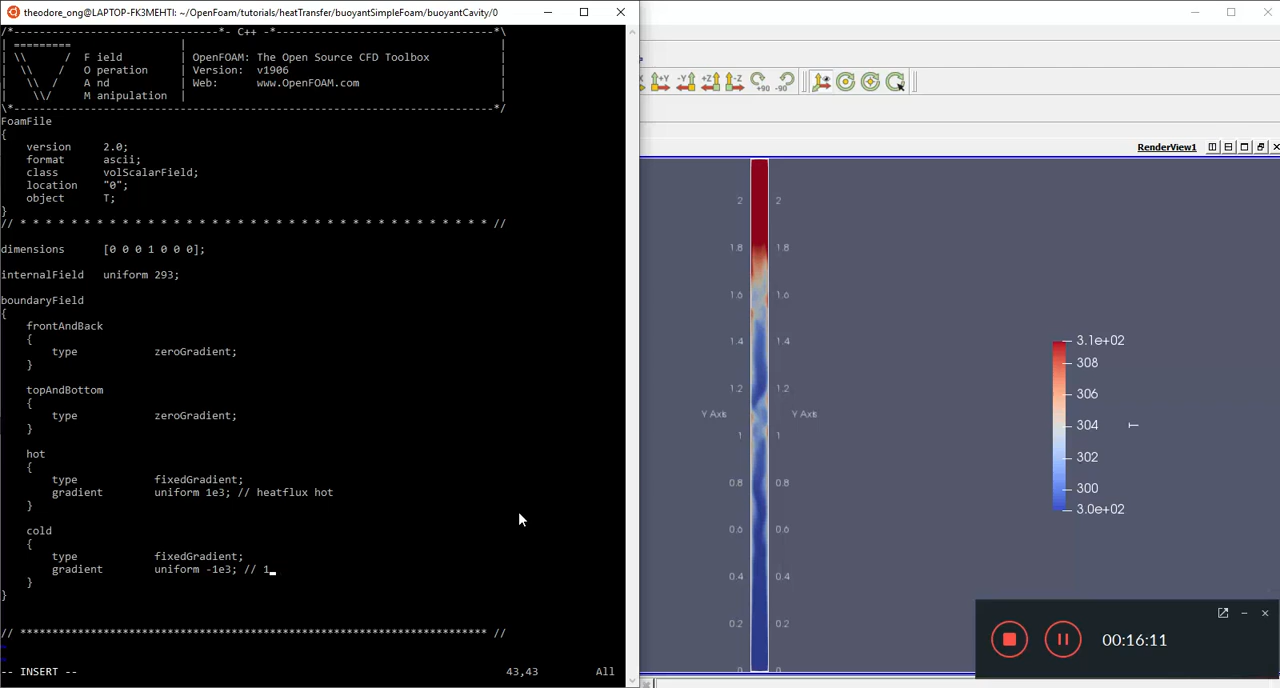 theodore_ong@LAPTOP-FK3MEHTI: ~/OpenFoam/tutorials/heatTransfer/buoyantSimpleFoam/buoyantCavity/0
/*--------------------------------*- C++ -*----------------------------------*\
| ========= | |
| \\ / F ield | OpenFOAM: The Open Source CFD Toolbox |
| \\ / O peration | Version: v1906 |
| \\ / A nd | Web: www.OpenFOAM.com |
| \\/ M anipulation | |
\*---------------------------------------------------------------------------*/
FoamFile
{
version 2.0;
format ascii;
class volScalarField;
location "0";
object T;
}
// * * * * * * * * * * * * * * * * * * * * * * * * * * * * * * * * * * * * * //
dimensions [0 0 0 1 0 0 0];
internalField uniform 293;
boundaryField
{
frontAndBack
{
type zeroGradient;
}
topAndBottom
{
type zeroGradient;
}
hot
{
type fixedGradient;
gradient uniform 1e3; // heatflux hot
}
cold
{
type fixedGradient;
gradient uniform -1e3; // 1
}
}
// ************************************************************************* //
-- INSERT -- 43,43 All
+Y -Y +Z -Z +90 -90
RenderView1
2 2
1.8 1.8
1.6 1.6
1.4 1.4
1.2 1.2
Y Axis Y Axis
1 1
0.8 0.8
0.6 0.6
0.4 0.4
0.2 0.2
0 0
3.1e+02
308
306
304 T
302
300
3.0e+02
00:16:11